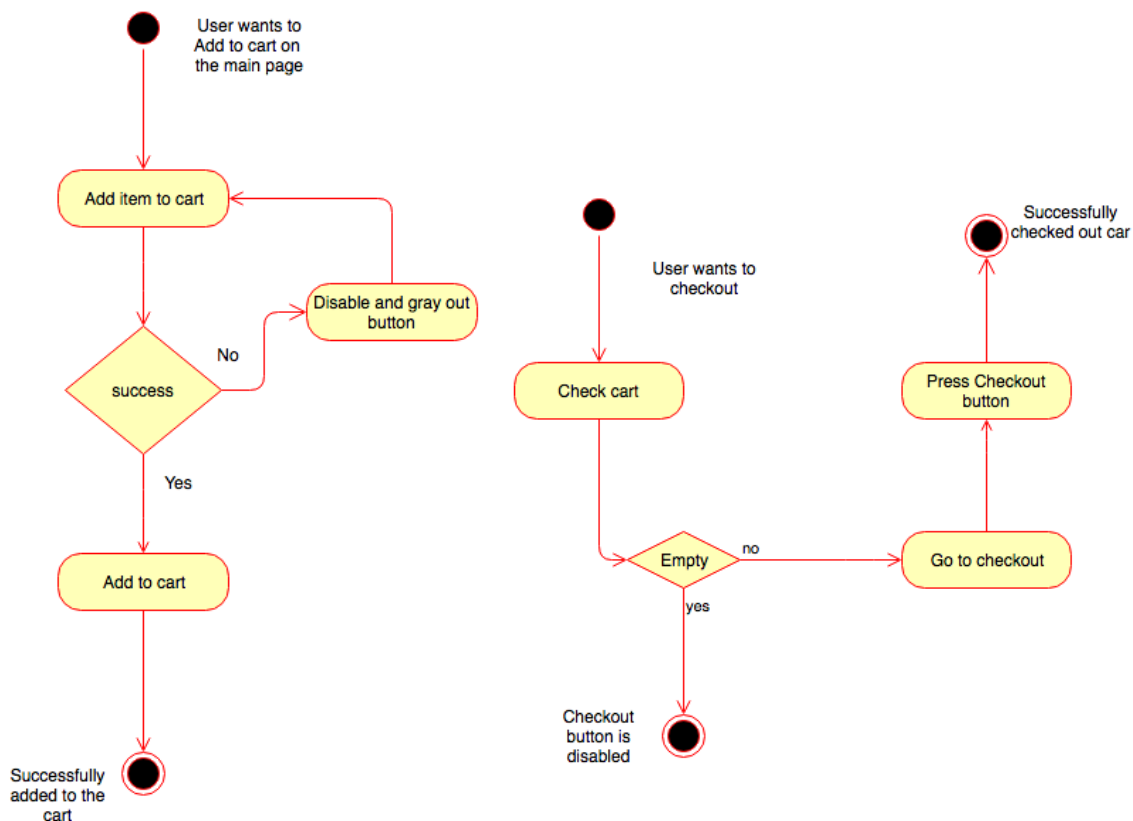 User wants to
Add to cart on
the main page
Add item to cart
Disable and gray out
button
No
success
Yes
Add to cart
Successfully
added to the
cart
User wants to
checkout
Check cart
Empty
no
yes
Checkout
button is
disabled
Go to checkout
Press Checkout
button
Successfully
checked out car